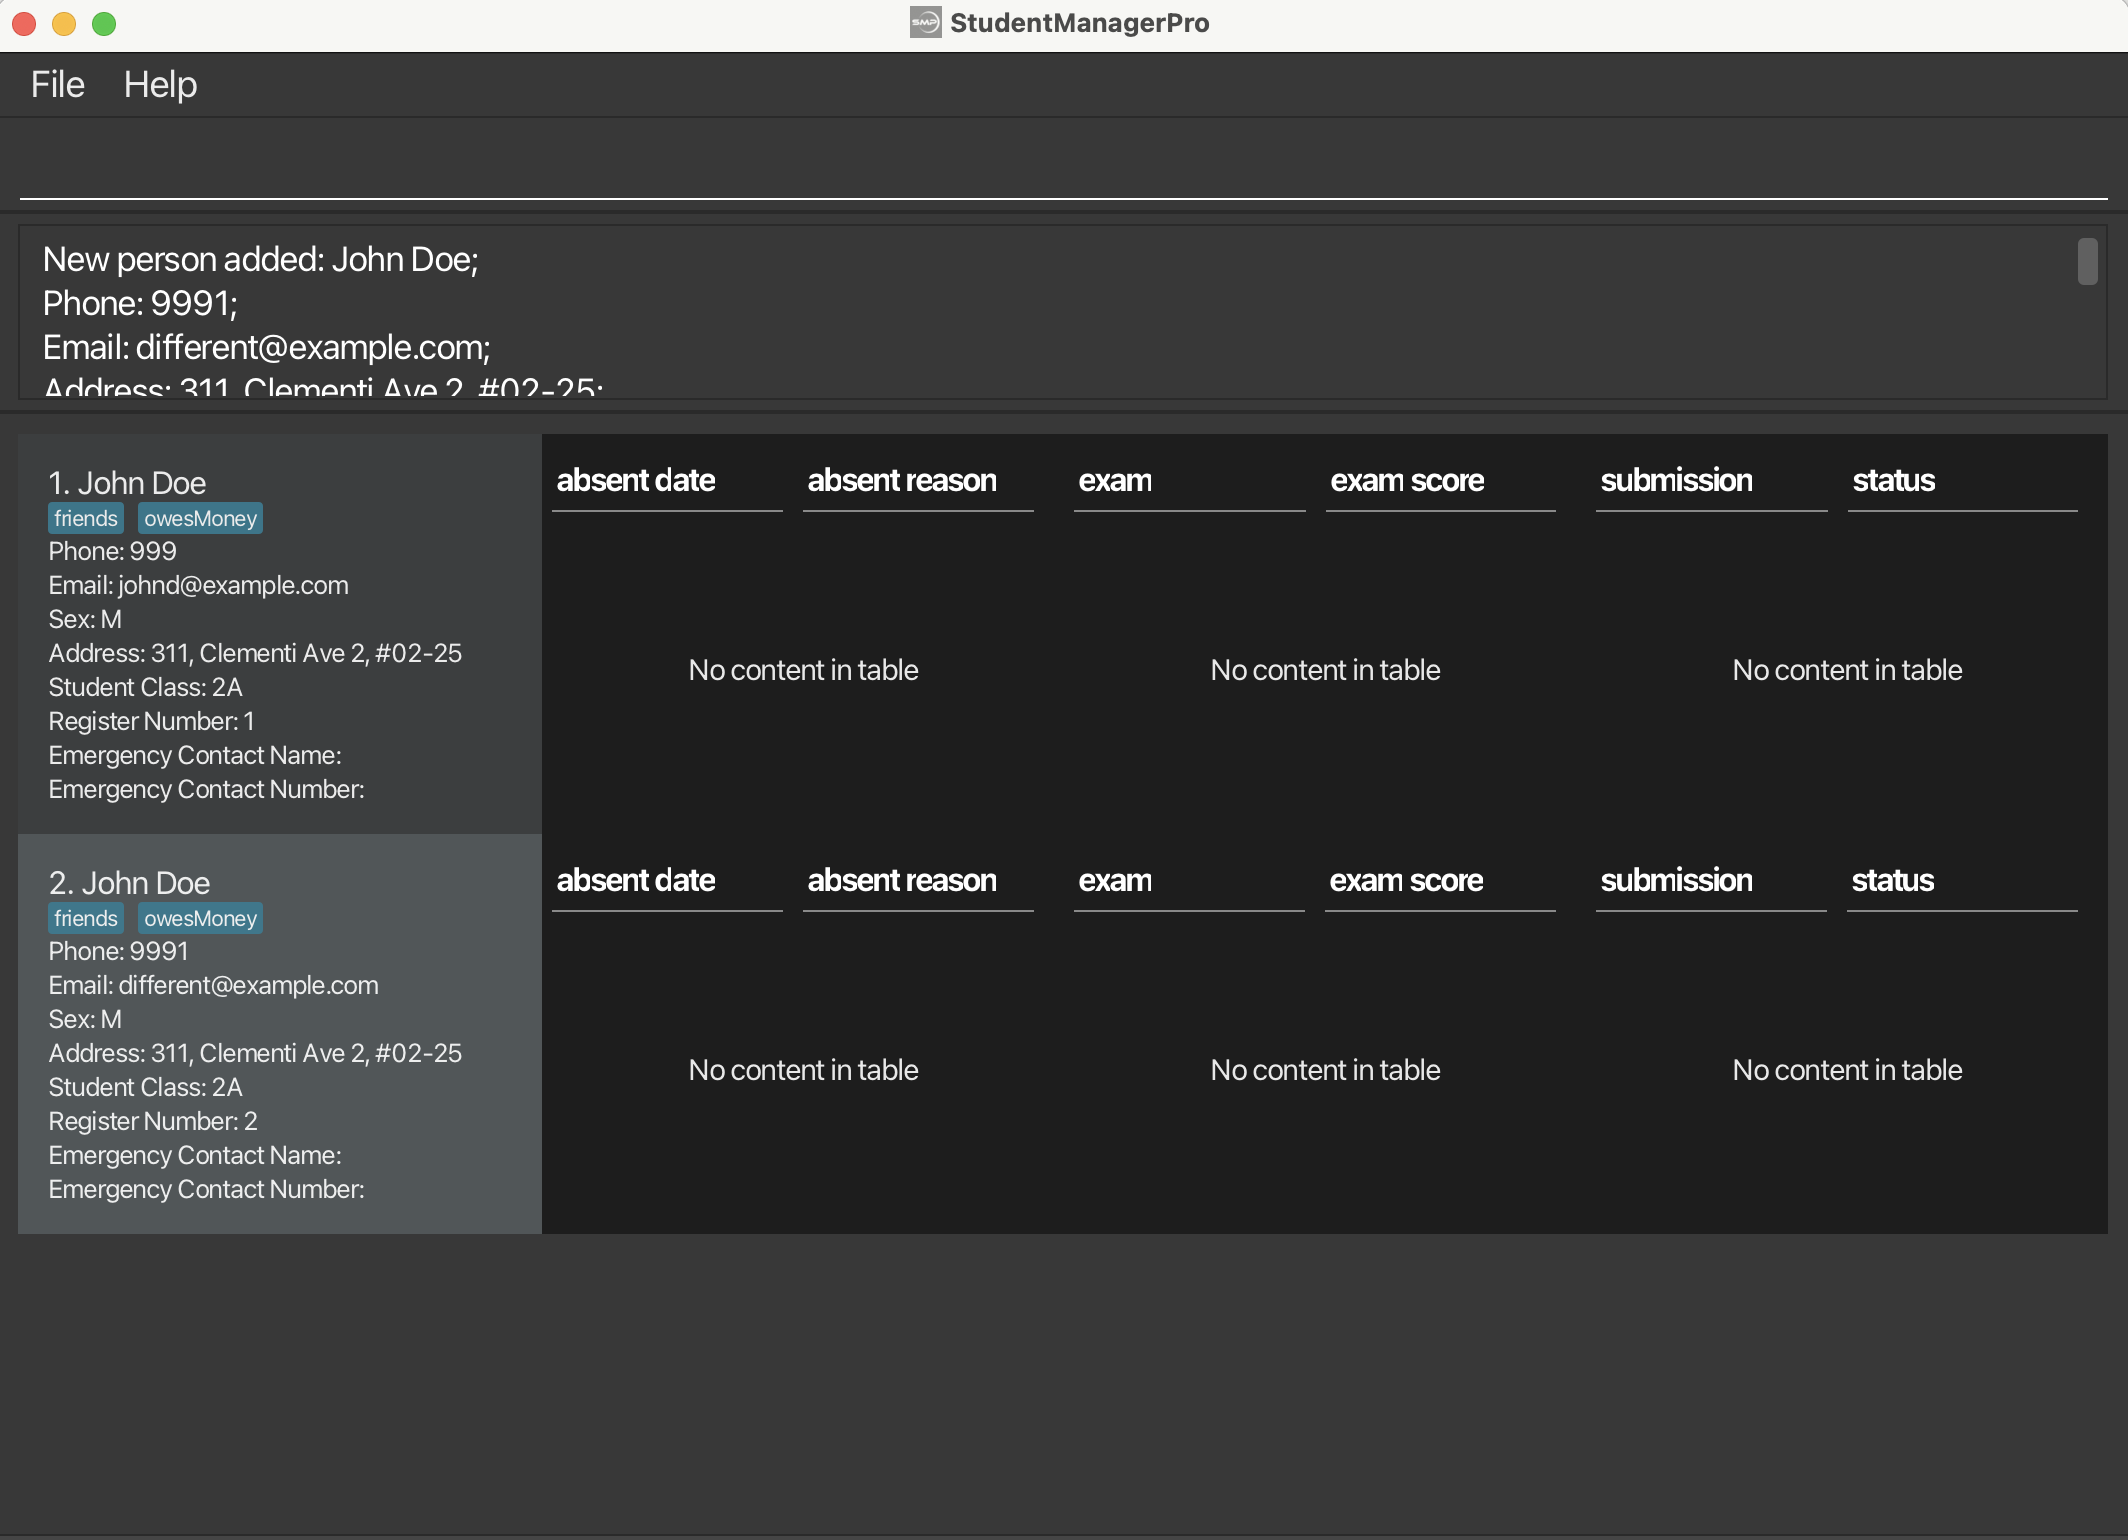 SMP StudentManagerPro
File Help
New person added: John Doe;
Phone: 9991;
Email: different@example.com;
Address: 311, Clementi Ave 2, #02-25;
1. John Doe
friends owesMoney
Phone: 999
Email: johnd@example.com
Sex: M
Address: 311, Clementi Ave 2, #02-25
Student Class: 2A
Register Number: 1
Emergency Contact Name:
Emergency Contact Number:
absent date absent reason exam exam score submission status
No content in table No content in table No content in table
2. John Doe
friends owesMoney
Phone: 9991
Email: different@example.com
Sex: M
Address: 311, Clementi Ave 2, #02-25
Student Class: 2A
Register Number: 2
Emergency Contact Name:
Emergency Contact Number:
absent date absent reason exam exam score submission status
No content in table No content in table No content in table